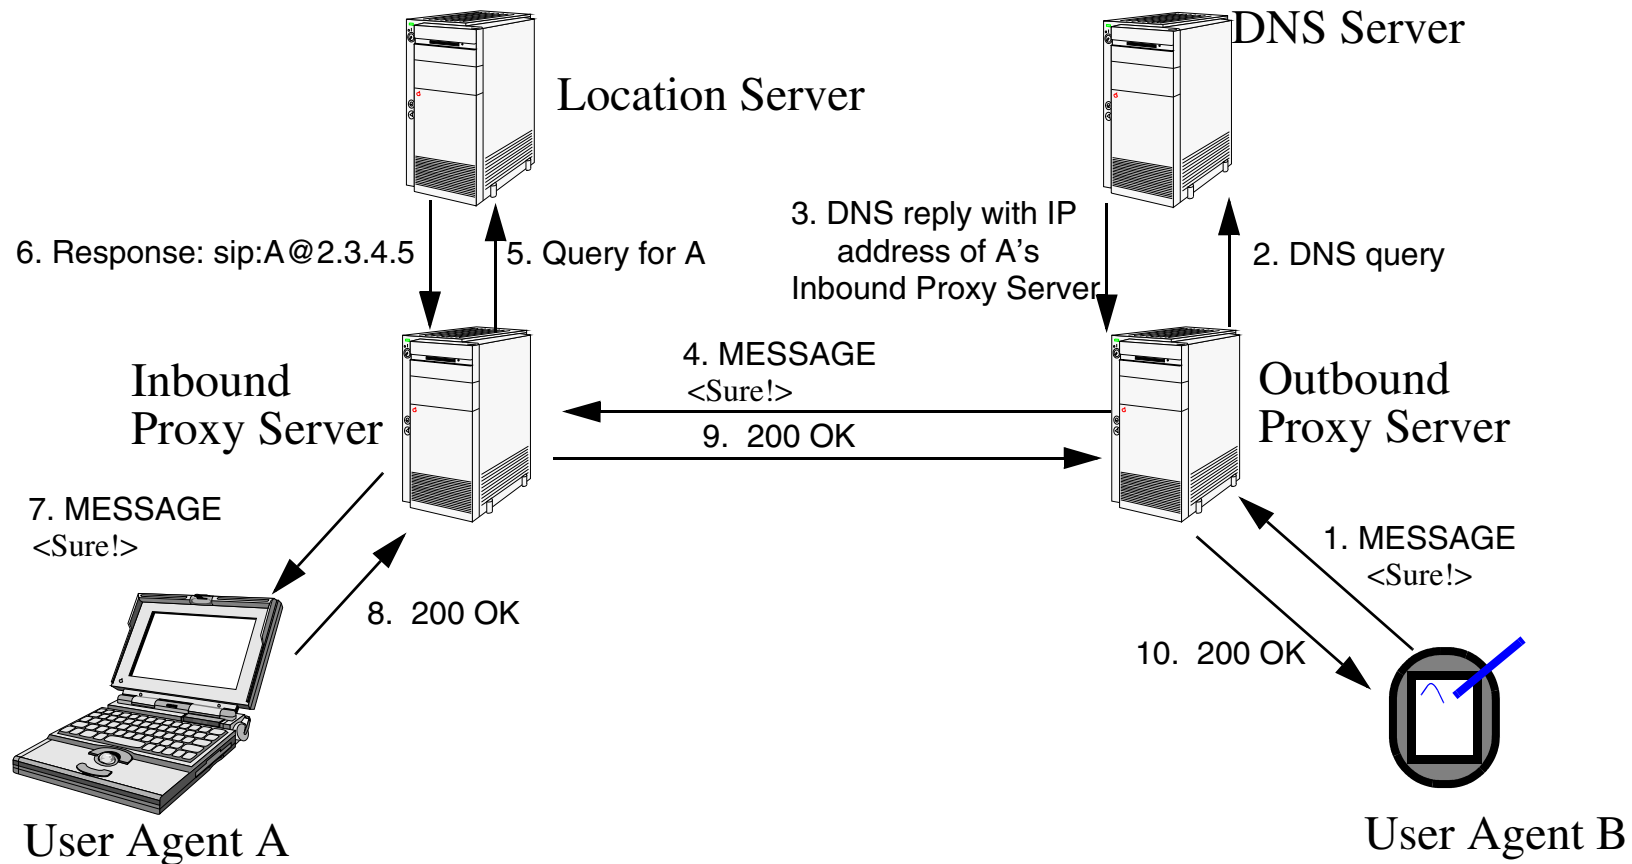 DNS Server
Location Server
3. DNS reply with IP
address of A's
Inbound Proxy Server
6. Response: sip:A@2.3.4.5
5. Query for A
2. DNS query
4. MESSAGE
<Sure!>
Inbound
Proxy Server
Outbound
Proxy Server
9. 200 OK
7. MESSAGE
<Sure!>
1. MESSAGE
<Sure!>
8. 200 OK
10. 200 OK
User Agent A
User Agent B